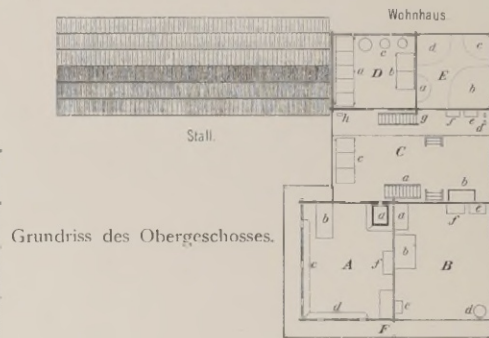 Wohnhaus.
c
d
a D b E
a b
c
Stall.
h g f e
d
C
c
a b
Grundriss des Obergeschosses.
b a a f e
b
A f B
c
d e d
F